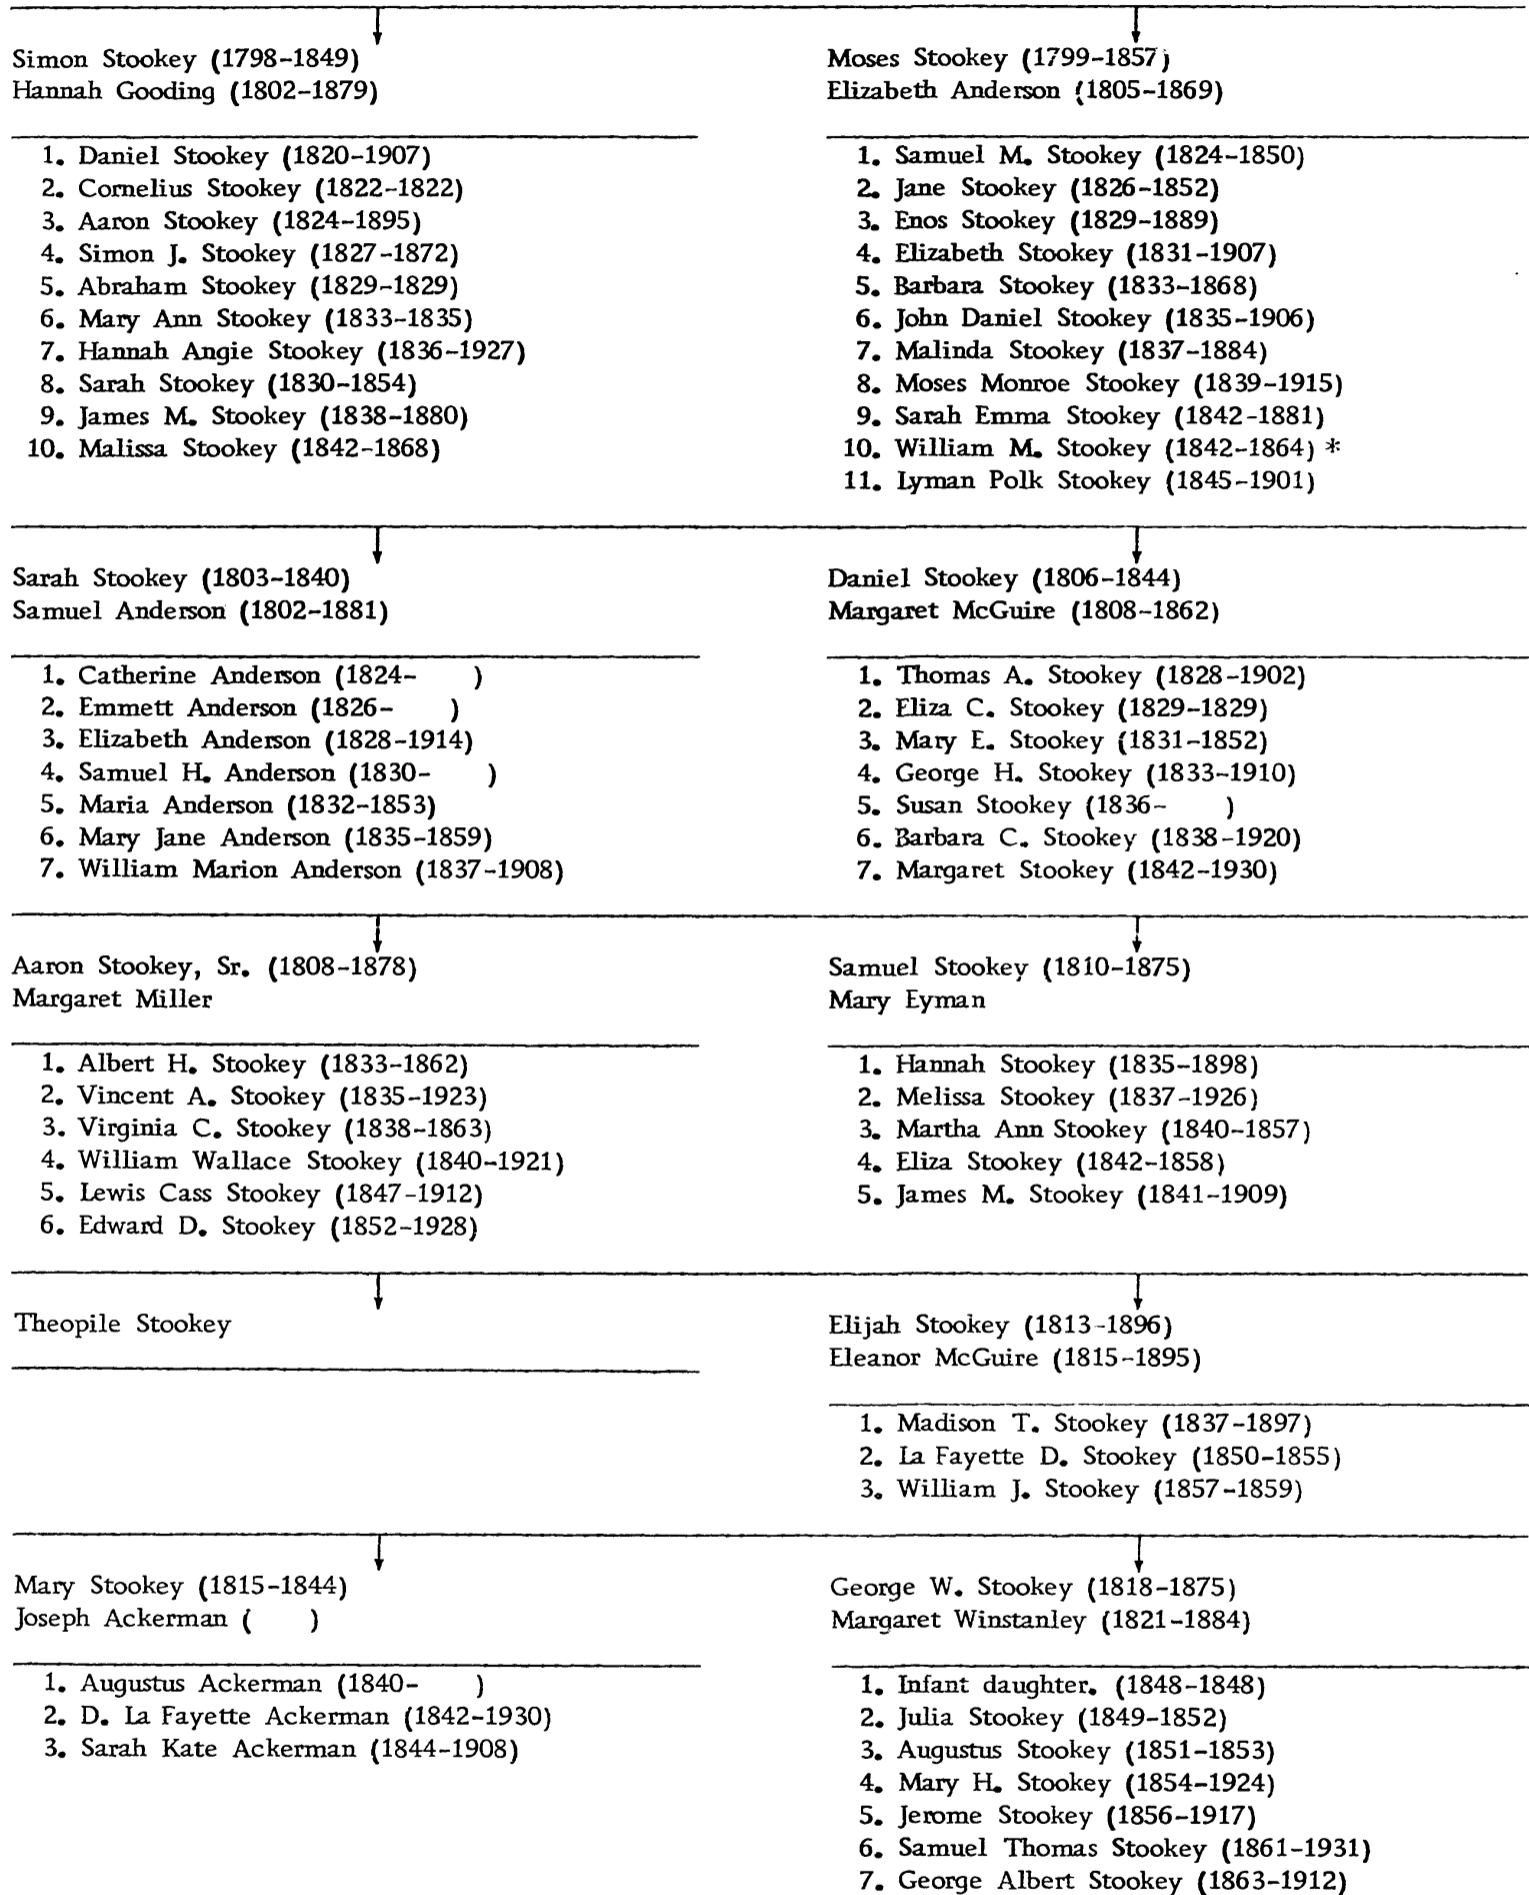 Simon Stookey (1798-1849)
Hannah Gooding (1802-1879)
1. Daniel Stookey (1820-1907)
2. Cornelius Stookey (1822-1822)
3. Aaron Stookey (1824-1895)
4. Simon J. Stookey (1827-1872)
5. Abraham Stookey (1829-1829)
6. Mary Ann Stookey (1833-1835)
7. Hannah Angie Stookey (1836-1927)
8. Sarah Stookey (1830-1854)
9. James M. Stookey (1838-1880)
10. Malissa Stookey (1842-1868)
Moses Stookey (1799-1857)
Elizabeth Anderson (1805-1869)
1. Samuel M. Stookey (1824-1850)
2. Jane Stookey (1826-1852)
3. Enos Stookey (1829-1889)
4. Elizabeth Stookey (1831-1907)
5. Barbara Stookey (1833-1868)
6. John Daniel Stookey (1835-1906)
7. Malinda Stookey (1837-1884)
8. Moses Monroe Stookey (1839-1915)
9. Sarah Emma Stookey (1842-1881)
10. William M. Stookey (1842-1864) *
11. Lyman Polk Stookey (1845-1901)
Sarah Stookey (1803-1840)
Samuel Anderson (1802-1881)
1. Catherine Anderson (1824- )
2. Emmett Anderson (1826- )
3. Elizabeth Anderson (1828-1914)
4. Samuel H. Anderson (1830- )
5. Maria Anderson (1832-1853)
6. Mary Jane Anderson (1835-1859)
7. William Marion Anderson (1837-1908)
Daniel Stookey (1806-1844)
Margaret McGuire (1808-1862)
1. Thomas A. Stookey (1828-1902)
2. Eliza C. Stookey (1829-1829)
3. Mary E. Stookey (1831-1852)
4. George H. Stookey (1833-1910)
5. Susan Stookey (1836- )
6. Barbara C. Stookey (1838-1920)
7. Margaret Stookey (1842-1930)
Aaron Stookey, Sr. (1808-1878)
Margaret Miller
1. Albert H. Stookey (1833-1862)
2. Vincent A. Stookey (1835-1923)
3. Virginia C. Stookey (1838-1863)
4. William Wallace Stookey (1840-1921)
5. Lewis Cass Stookey (1847-1912)
6. Edward D. Stookey (1852-1928)
Samuel Stookey (1810-1875)
Mary Eyman
1. Hannah Stookey (1835-1898)
2. Melissa Stookey (1837-1926)
3. Martha Ann Stookey (1840-1857)
4. Eliza Stookey (1842-1858)
5. James M. Stookey (1841-1909)
Theopile Stookey
Elijah Stookey (1813-1896)
Eleanor McGuire (1815-1895)
1. Madison T. Stookey (1837-1897)
2. La Fayette D. Stookey (1850-1855)
3. William J. Stookey (1857-1859)
Mary Stookey (1815-1844)
Joseph Ackerman ( )
1. Augustus Ackerman (1840- )
2. D. La Fayette Ackerman (1842-1930)
3. Sarah Kate Ackerman (1844-1908)
George W. Stookey (1818-1875)
Margaret Winstanley (1821-1884)
1. Infant daughter. (1848-1848)
2. Julia Stookey (1849-1852)
3. Augustus Stookey (1851-1853)
4. Mary H. Stookey (1854-1924)
5. Jerome Stookey (1856-1917)
6. Samuel Thomas Stookey (1861-1931)
7. George Albert Stookey (1863-1912)